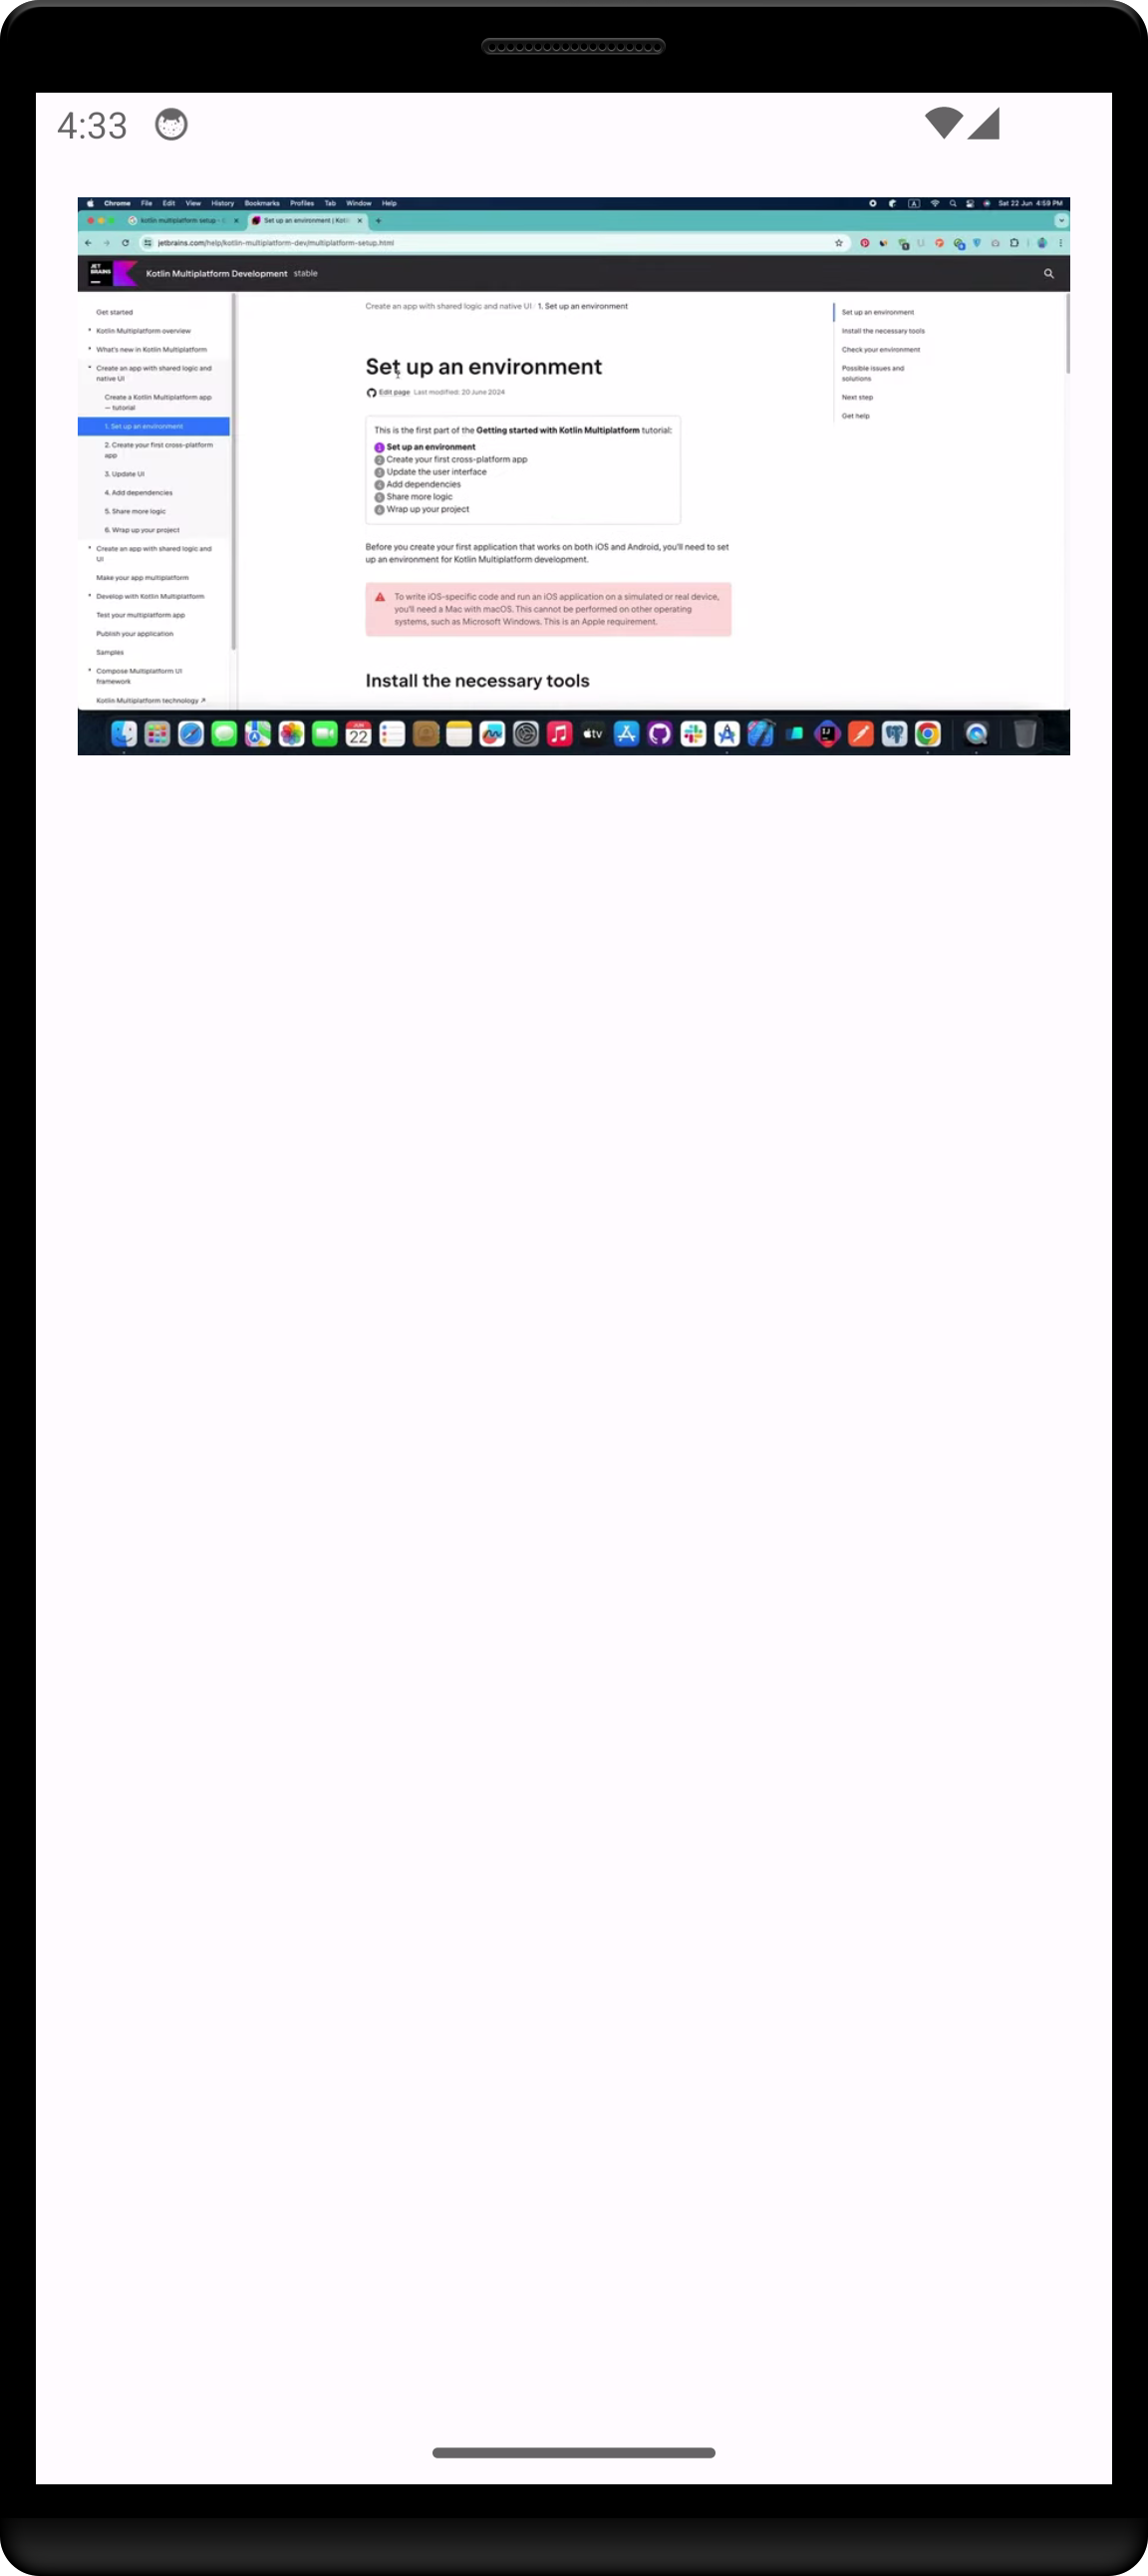 4:33
Chrome File Edit View History Bookmarks Profiles Tab Window Help
Sat 22 Jun 4:59 PM
kotlin multiplatform setup -
Set up an environment | Kotl
jetbrains.com/help/kotlin-multiplatform-dev/multiplatform-setup.html
JET
BRAINS
Kotlin Multiplatform Development stable
Get started
Kotlin Multiplatform overview
What's new in Kotlin Multiplatform
Create an app with shared logic and
native UI
Create a Kotlin Multiplatform app
— tutorial
1. Set up an environment
2. Create your first cross-platform
app
3. Update UI
4. Add dependencies
5. Share more logic
6. Wrap up your project
Create an app with shared logic and
UI
Make your app multiplatform
Develop with Kotlin Multiplatform
Test your multiplatform app
Publish your application
Samples
Compose Multiplatform UI
framework
Kotlin Multiplatform technology ↗
Create an app with shared logic and native UI / 1. Set up an environment
Set up an environment
Edit page Last modified: 20 June 2024
This is the first part of the Getting started with Kotlin Multiplatform tutorial:
1 Set up an environment
2 Create your first cross-platform app
3 Update the user interface
4 Add dependencies
5 Share more logic
6 Wrap up your project
Before you create your first application that works on both iOS and Android, you'll need to set
up an environment for Kotlin Multiplatform development.
To write iOS-specific code and run an iOS application on a simulated or real device,
you'll need a Mac with macOS. This cannot be performed on other operating
systems, such as Microsoft Windows. This is an Apple requirement.
Install the necessary tools
Set up an environment
Install the necessary tools
Check your environment
Possible issues and
solutions
Next step
Get help
JUN
22
tv
IJ